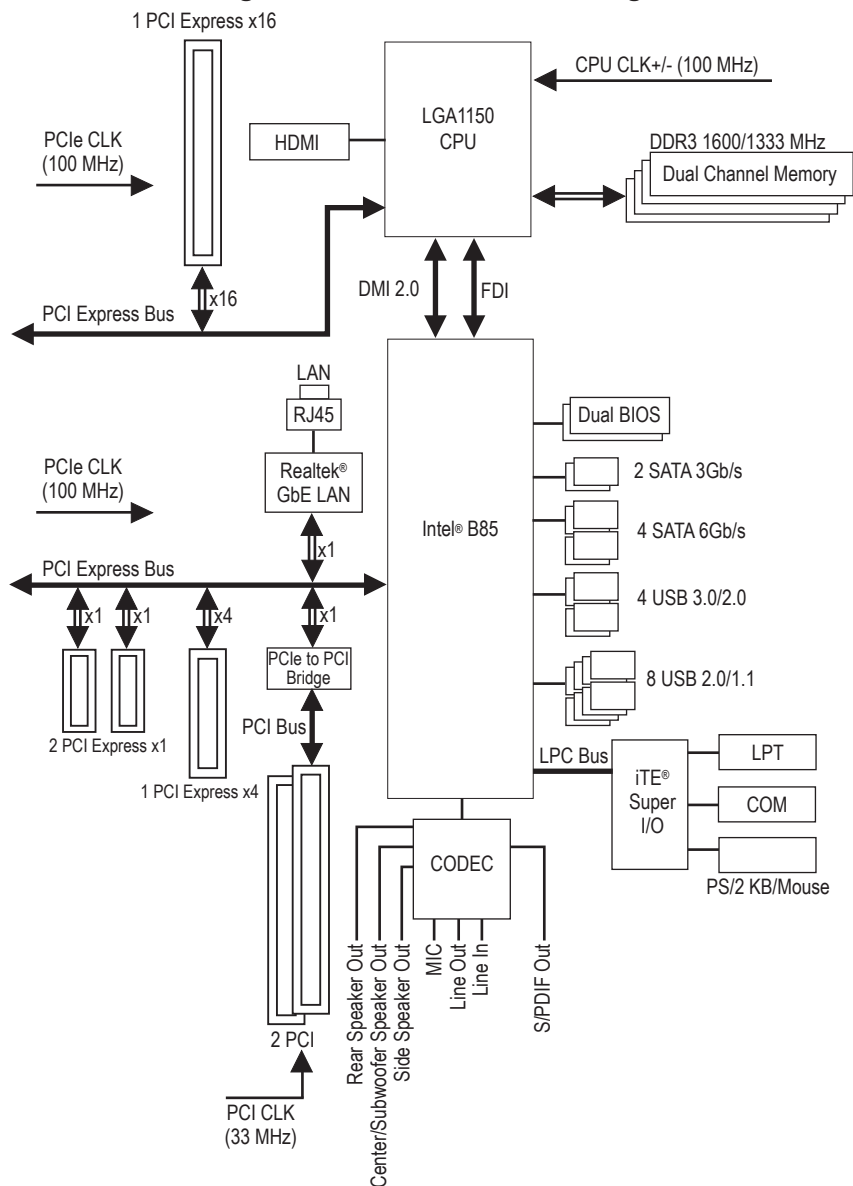 1 PCI Express x16
CPU CLK+/- (100 MHz)
LGA1150
CPU
HDMI
PCIe CLK
(100 MHz)
DDR3 1600/1333 MHz
Dual Channel Memory
x16
DMI 2.0
FDI
PCI Express Bus
LAN
RJ45
Dual BIOS
PCIe CLK
(100 MHz)
Realtek®
GbE LAN
2 SATA 3Gb/s
Intel® B85
4 SATA 6Gb/s
x1
PCI Express Bus
4 USB 3.0/2.0
x1
x1
x4
x1
PCIe to PCI
Bridge
8 USB 2.0/1.1
PCI Bus
2 PCI Express x1
LPC Bus
LPT
iTE®
Super
I/O
1 PCI Express x4
COM
CODEC
PS/2 KB/Mouse
Rear Speaker Out
Center/Subwoofer Speaker Out
Side Speaker Out
MIC
Line Out
Line In
S/PDIF Out
2 PCI
PCI CLK
(33 MHz)